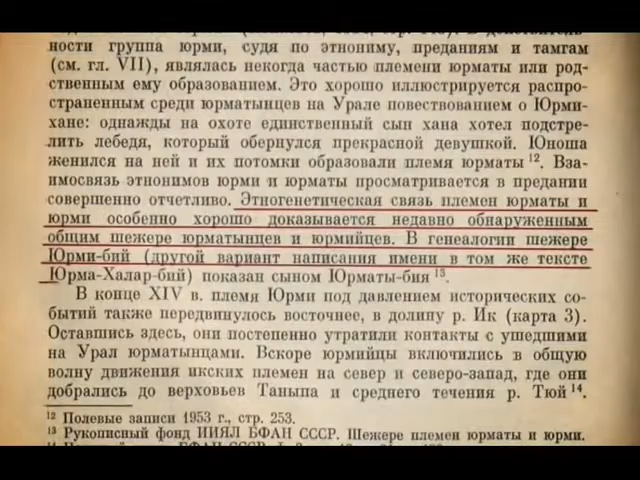 ности группа юрми, судя по этнониму, преданиям и тамгам
(см. гл. VII), являлась некогда частью племени юрматы или род-
ственным ему образованием. Это хорошо иллюстрируется распро-
страненным среди юрматынцев на Урале повествованием о Юрми-
хане: однажды на охоте единственный сын хана хотел подстре-
лить лебедя, который обернулся прекрасной девушкой. Юноша
женился на ней и их потомки образовали племя юрматы 12. Вза-
имосвязь этнонимов юрми и юрматы просматривается в предании
совершенно отчетливо. Этногенетическая связь племен юрматы и
юрми особенно хорошо доказывается недавно обнаруженным
общим шежере юрматынцев и юрмийцев. В генеалогии шежере
Юрми-бий (другой вариант написания имени в том же тексте
Юрма-Халар-бий) показан сыном Юрматы-бия 13.
В конце XIV в. племя Юрми под давлением исторических со-
бытий также передвинулось восточнее, в долину р. Ик (карта 3).
Оставшись здесь, они постепенно утратили контакты с ушедшими
на Урал юрматынцами. Вскоре юрмийцы включились в общую
волну движения икских племен на север и северо-запад, где они
добрались до верховьев Танына и среднего течения р. Тюй 14.
12 Полевые записи 1953 г., стр. 253.
13 Рукописный фонд ИИЯЛ БФАН СССР. Шежере племен юрматы и юрми.